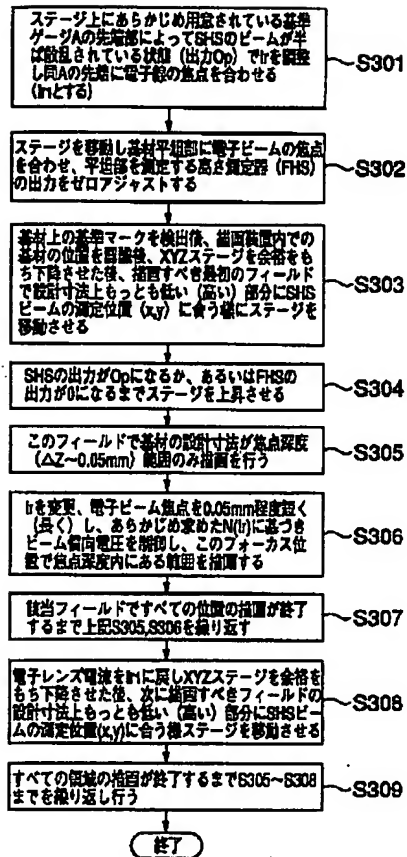 ステージ上にあらかじめ用意されている基準
ゲージAの先端部によってSHSのビームが半
ば散乱されている状態(出力Op)でIrを調整
し同Aの先端に電子線の焦点を合わせる
S301
ステージを移動し基材平坦部に電子ビームの焦点
を合わせ、平坦部を測定する高さ測定器(FHS)
の出力をゼロアジャストする
S302
基材上の基準マークを検出後、描画装置内での
基材の位置を認識後、XYZステージを余裕をも
ち下降させた後、描画すべき最初のフィールド
で設計寸法上もっとも低い(高い)部分にSHS
ビームの測定位置(x,y)に合う様にステージを
移動させる
S303
SHSの出力がOpになるか、あるいはFHSの
出力が0になるまでステージを上昇させる
S304
このフィールドで基材の設計寸法が焦点深度
(ΔZ~0.05mm)範囲のみ描画を行う
S305
Irを変更、電子ビーム焦点を0.05mm程度短く
(長く)し、あらかじめ求めたN(Ir)に基づき
ビーム偏向電圧を制御し、このフォーカス位
置で焦点深度内にある範囲を描画する
S306
該当フィールドですべての位置の描画が終了
するまで上記S305,S306を繰り返す
S307
電子レンズ電流をIr1に戻しXYZステージを余裕を
もち下降させた後、次に描画すべきフィールドの
設計寸法上もっとも低い(高い)部分にSHSビー
ムの測定位置(x,y)に合う様ステージを移動させる
S308
すべての領域の描画が終了するまでS305~S308
までを繰り返し行う
S309
終了